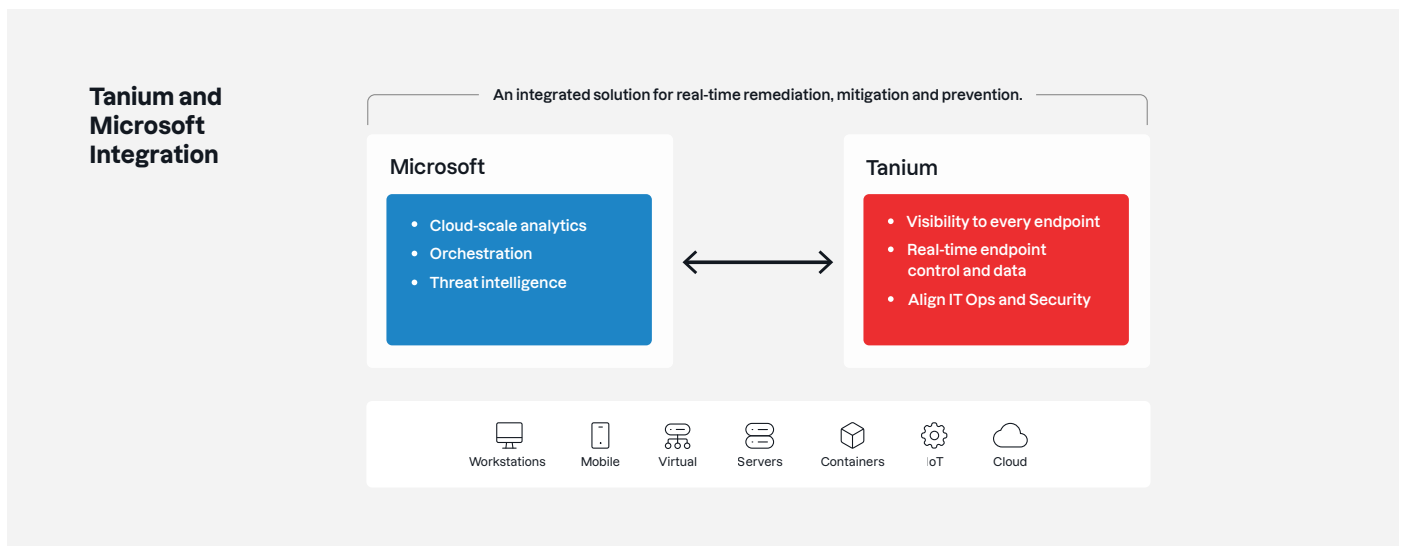 Tanium and
Microsoft
Integration
An integrated solution for real-time remediation, mitigation and prevention.
Microsoft
• Cloud-scale analytics
• Orchestration
• Threat intelligence
Tanium
• Visibility to every endpoint
• Real-time endpoint
control and data
• Align IT Ops and Security
Workstations Mobile Virtual Servers Containers IoT Cloud